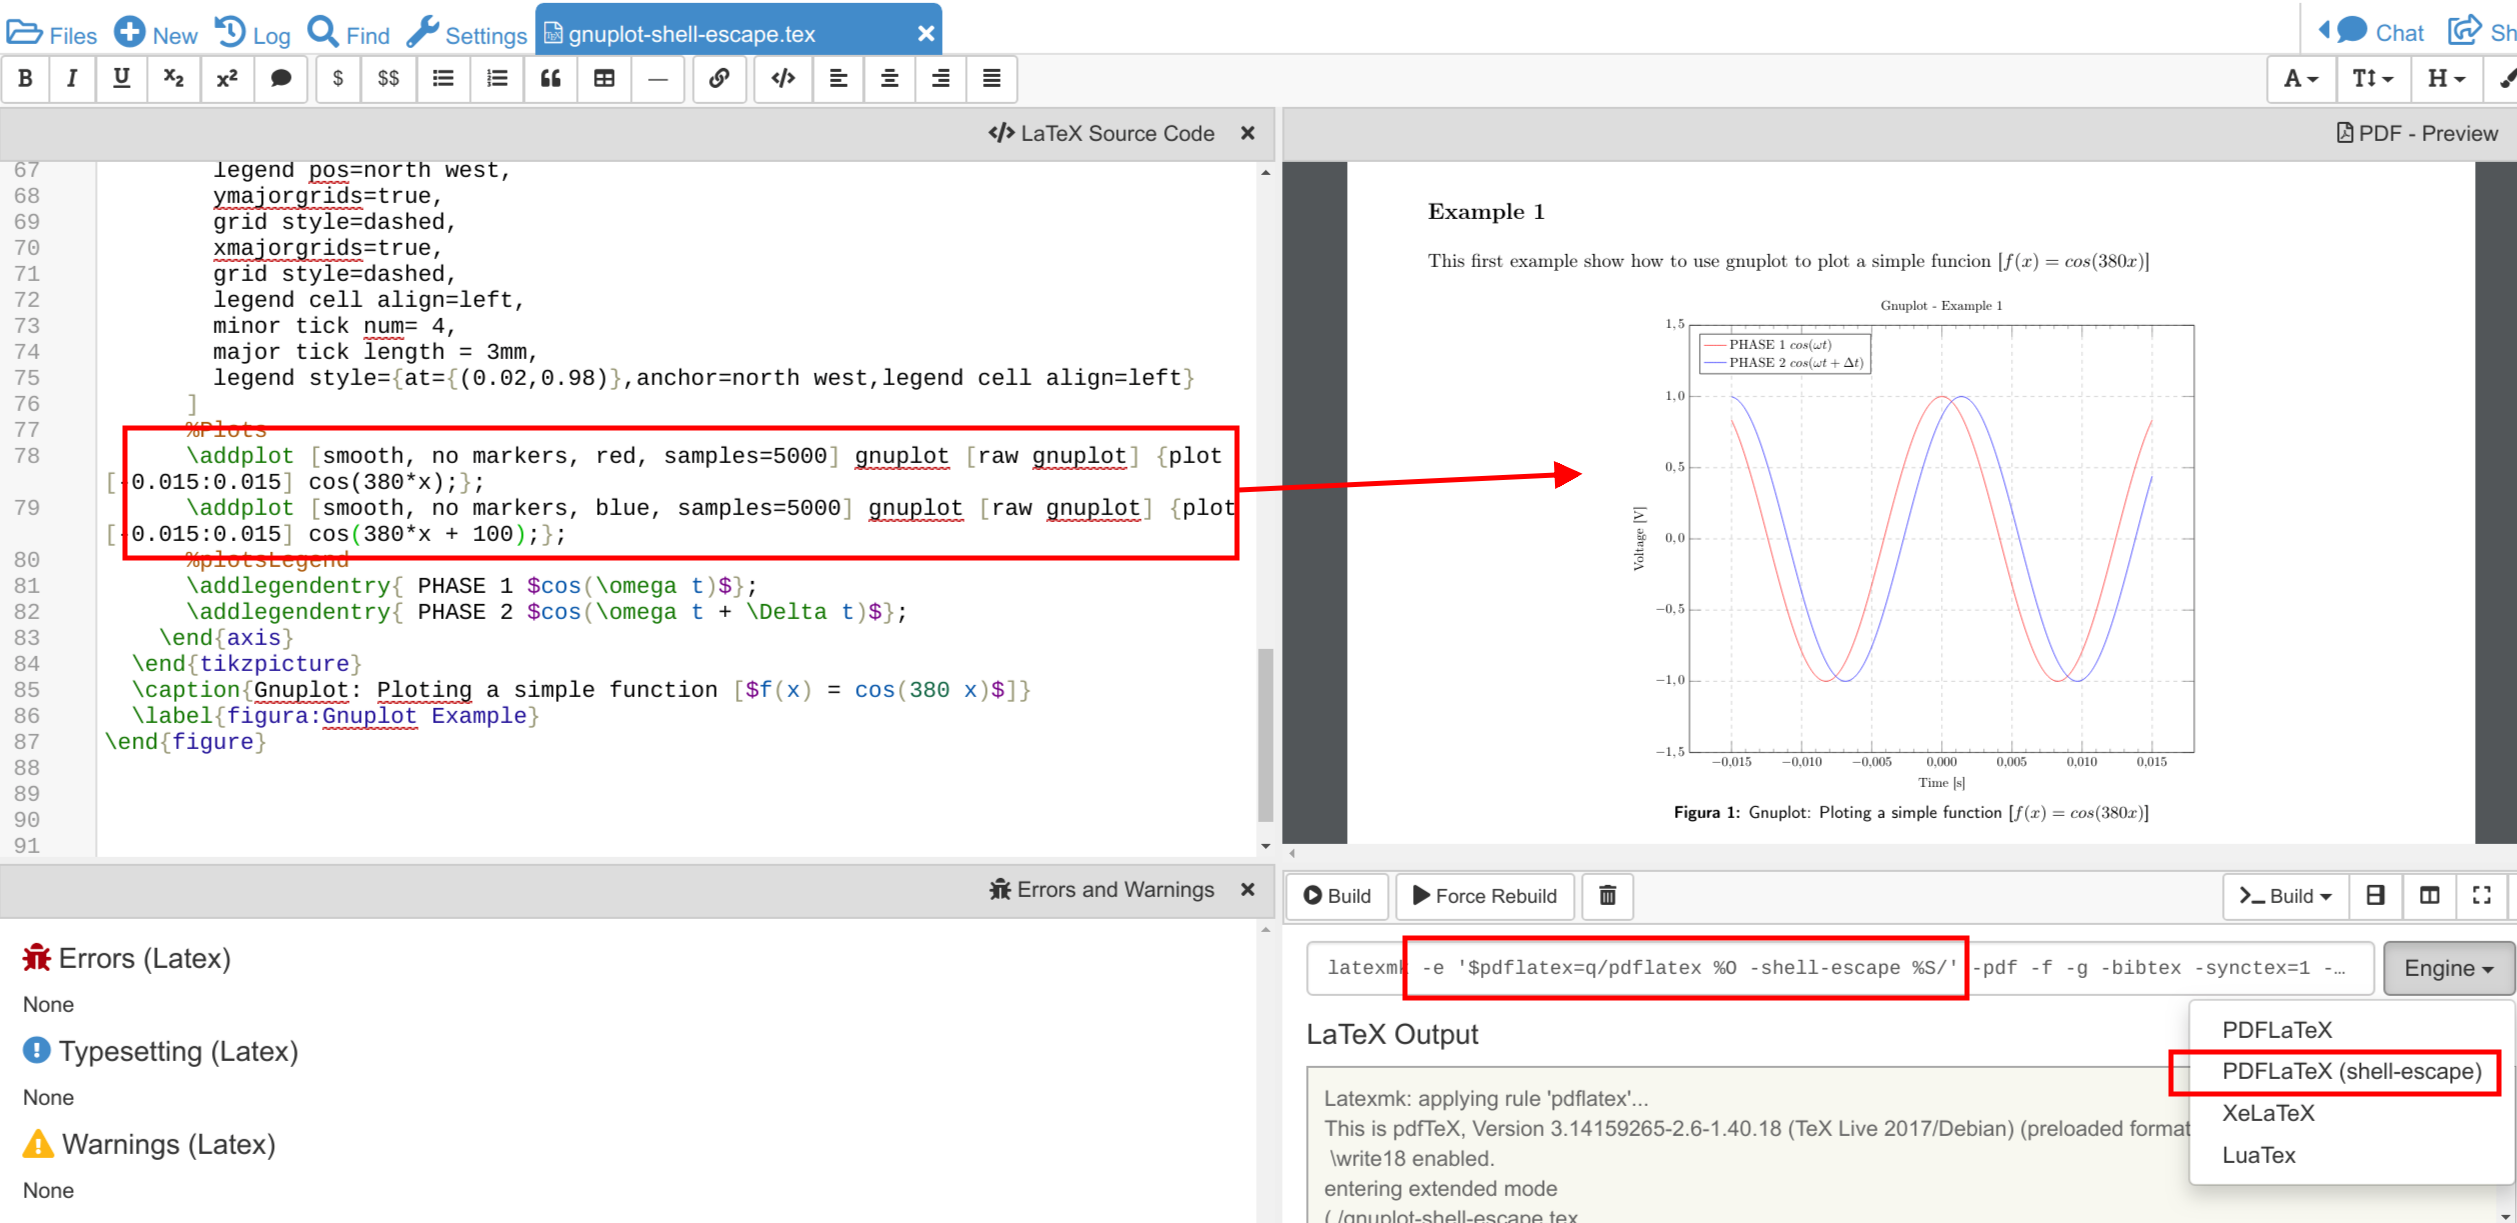 Files New Log Find Settings gnuplot-shell-escape.tex Chat Sh
B I U x₂ x² $ $$ A T H
LaTeX Source Code
67 legend pos=north west,
68 ymajorgrids=true,
69 grid style=dashed,
70 xmajorgrids=true,
71 grid style=dashed,
72 legend cell align=left,
73 minor tick num= 4,
74 major tick length = 3mm,
75 legend style={at={(0.02,0.98)},anchor=north west,legend cell align=left}
76 ]
77 %Plots
78 \addplot [smooth, no markers, red, samples=5000] gnuplot [raw gnuplot] {plot
[-0.015:0.015] cos(380*x);};
79 \addplot [smooth, no markers, blue, samples=5000] gnuplot [raw gnuplot] {plot
[-0.015:0.015] cos(380*x + 100);};
80 %plotsLegend
81 \addlegendentry{ PHASE 1 $cos(\omega t)$};
82 \addlegendentry{ PHASE 2 $cos(\omega t + \Delta t)$};
83 \end{axis}
84 \end{tikzpicture}
85 \caption{Gnuplot: Ploting a simple function [$f(x) = cos(380 x)$]}
86 \label{figura:Gnuplot Example}
87 \end{figure}
88
89
90
91
PDF - Preview
Example 1
This first example show how to use gnuplot to plot a simple funcion [f(x) = cos(380x)]
Gnuplot - Example 1
PHASE 1 cos(ωt)
PHASE 2 cos(ωt + Δt)
1,5
1,0
0,5
0,0
−0,5
−1,0
−1,5
Voltage [V]
−0,015 −0,010 −0,005 0,000 0,005 0,010 0,015
Time [s]
Figura 1: Gnuplot: Ploting a simple function [f(x) = cos(380x)]
Errors and Warnings
Errors (Latex)
None
Typesetting (Latex)
None
Warnings (Latex)
None
Build Force Rebuild Build
latexmk -e '$pdflatex=q/pdflatex %O -shell-escape %S/' -pdf -f -g -bibtex -synctex=1 -…
Engine
PDFLaTeX
PDFLaTeX (shell-escape)
XeLaTeX
LuaTex
LaTeX Output
Latexmk: applying rule 'pdflatex'...
This is pdfTeX, Version 3.14159265-2.6-1.40.18 (TeX Live 2017/Debian) (preloaded format
\write18 enabled.
entering extended mode
(./gnuplot-shell-escape.tex